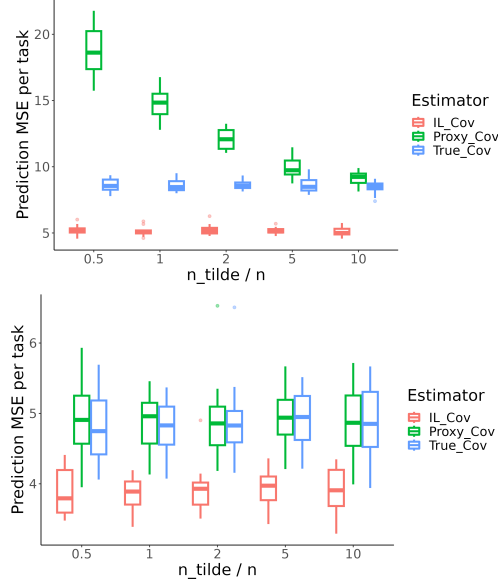 Prediction MSE per task
20
15
10
5
0.5 1 2 5 10
n_tilde / n
Estimator
IL_Cov
Proxy_Cov
True_Cov
Prediction MSE per task
6
5
4
0.5 1 2 5 10
n_tilde / n
Estimator
IL_Cov
Proxy_Cov
True_Cov